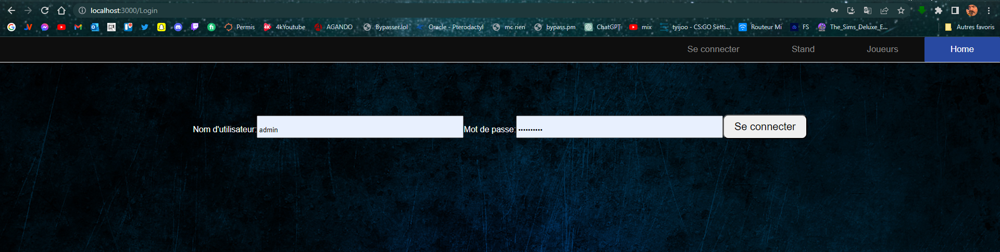 localhost:3000/Login
JV Permis 4K 4kYoutube AGANDO Bypasser.lol Oracle - Pterodactyl mc rien bypass.pm ChatGPT mix tyijoo - CS:GO Setti... Routeur Mi FS The_Sims_Deluxe_E... Autres favoris
Se connecter Stand Joueurs Home
Nom d'utilisateur: admin Mot de passe: •••••••••• Se connecter